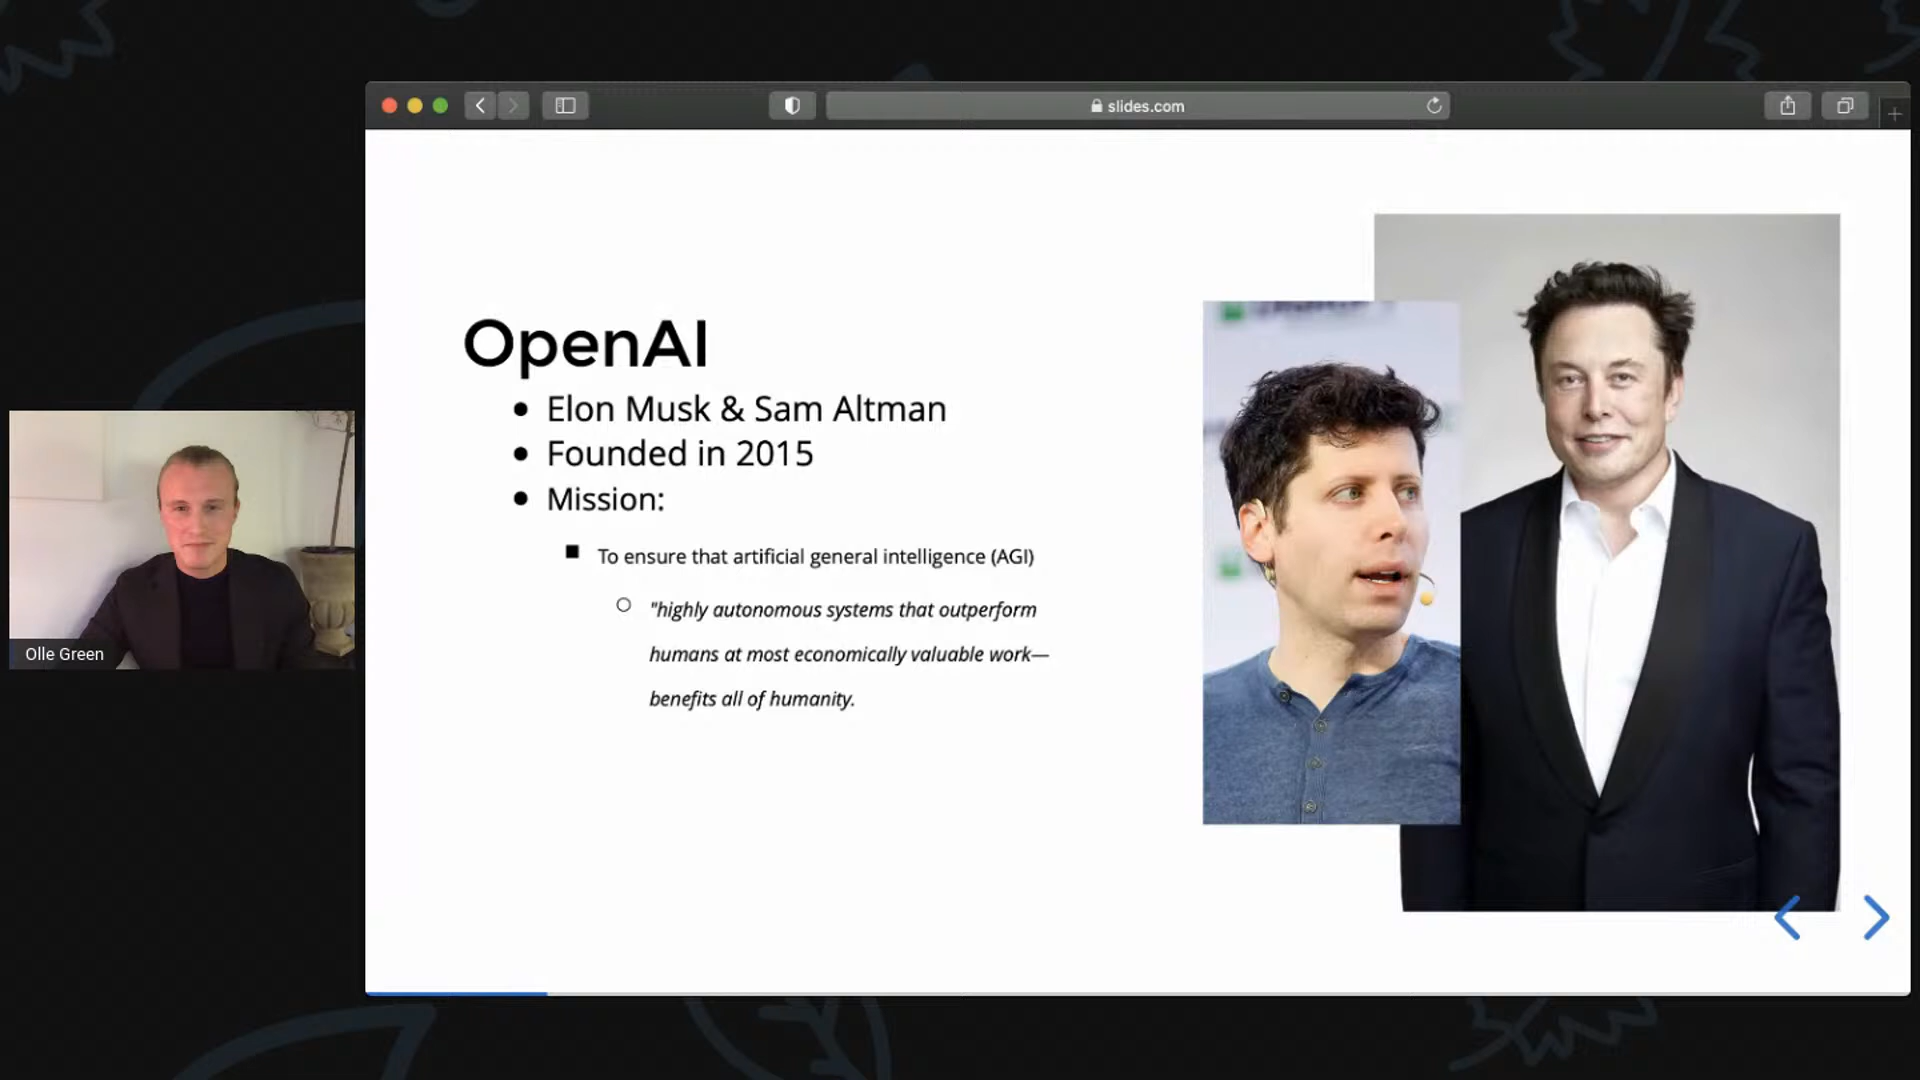 slides.com
OpenAI
Elon Musk & Sam Altman
Founded in 2015
Mission:
To ensure that artificial general intelligence (AGI)
"highly autonomous systems that outperform
humans at most economically valuable work—
benefits all of humanity.
Olle Green